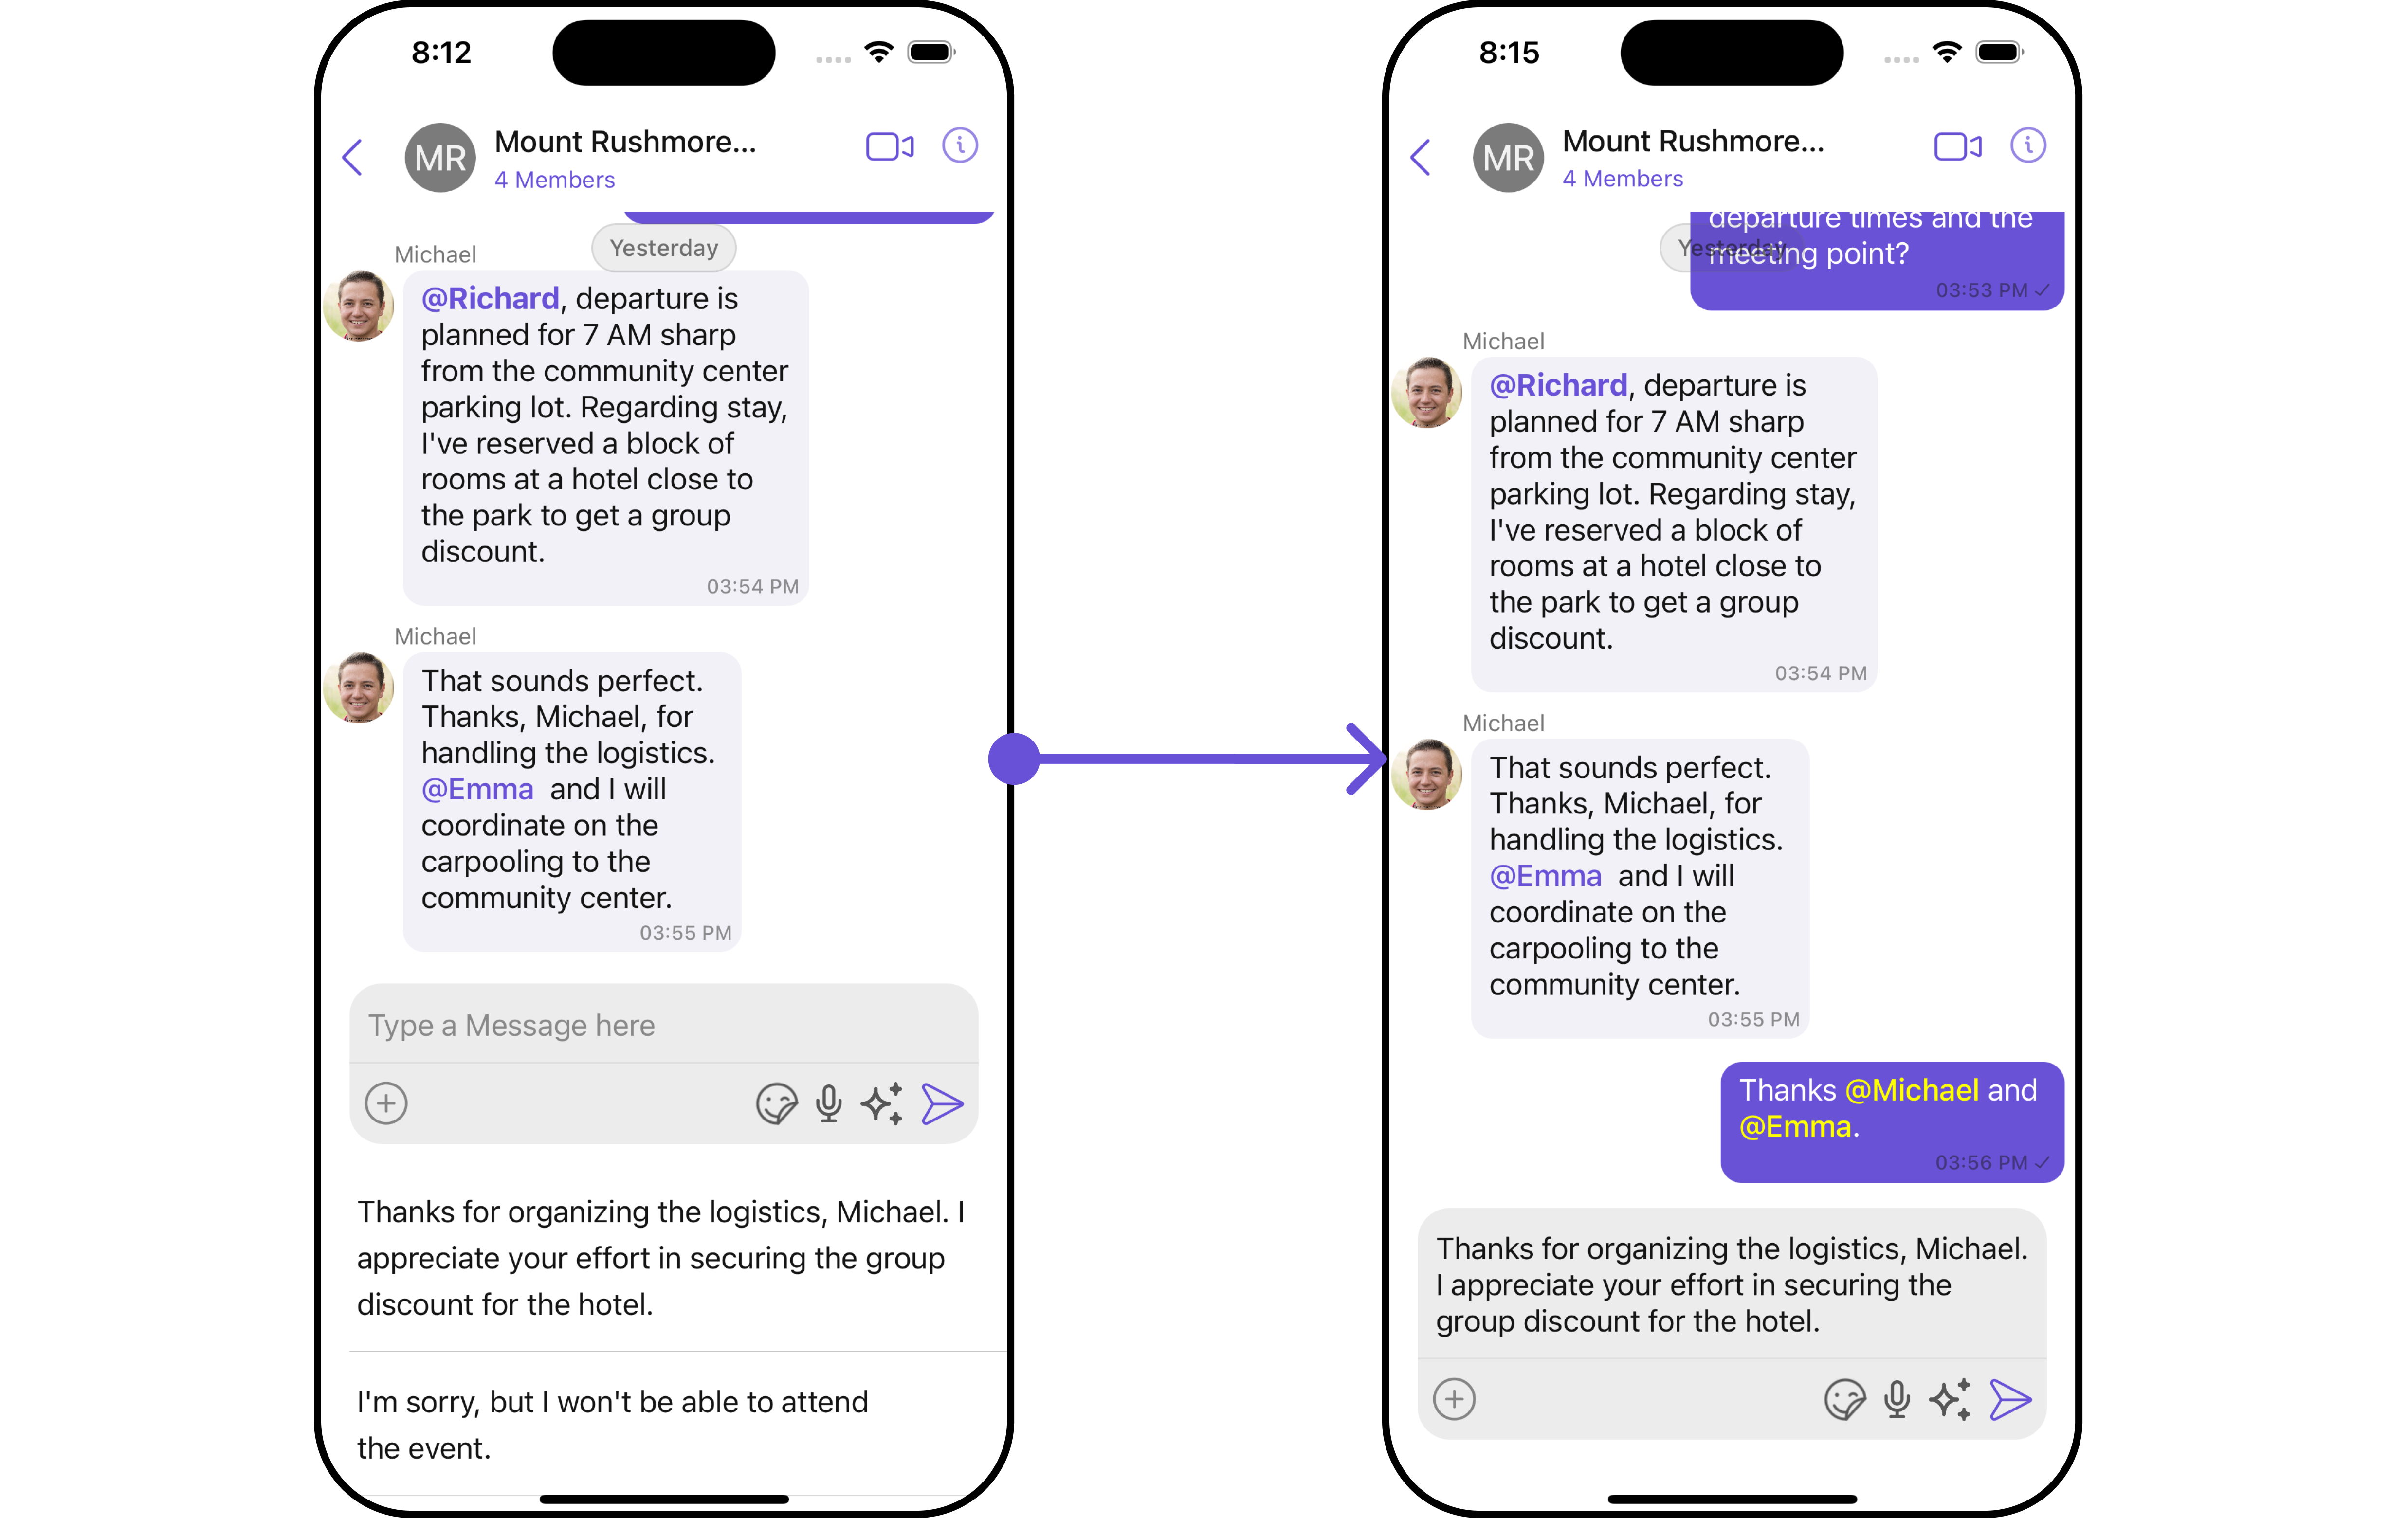 8:12
MR
Mount Rushmore...
4 Members
Yesterday
Michael
@Richard, departure is
planned for 7 AM sharp
from the community center
parking lot. Regarding stay,
I've reserved a block of
rooms at a hotel close to
the park to get a group
discount.
03:54 PM
Michael
That sounds perfect.
Thanks, Michael, for
handling the logistics.
@Emma and I will
coordinate on the
carpooling to the
community center.
03:55 PM
Type a Message here
Thanks for organizing the logistics, Michael. I
appreciate your effort in securing the group
discount for the hotel.
I'm sorry, but I won't be able to attend
the event.
8:15
MR
Mount Rushmore...
4 Members
departure times and the
Yesterday
meeting point?
03:53 PM
Michael
@Richard, departure is
planned for 7 AM sharp
from the community center
parking lot. Regarding stay,
I've reserved a block of
rooms at a hotel close to
the park to get a group
discount.
03:54 PM
Michael
That sounds perfect.
Thanks, Michael, for
handling the logistics.
@Emma and I will
coordinate on the
carpooling to the
community center.
03:55 PM
Thanks @Michael and
@Emma.
03:56 PM
Thanks for organizing the logistics, Michael.
I appreciate your effort in securing the
group discount for the hotel.